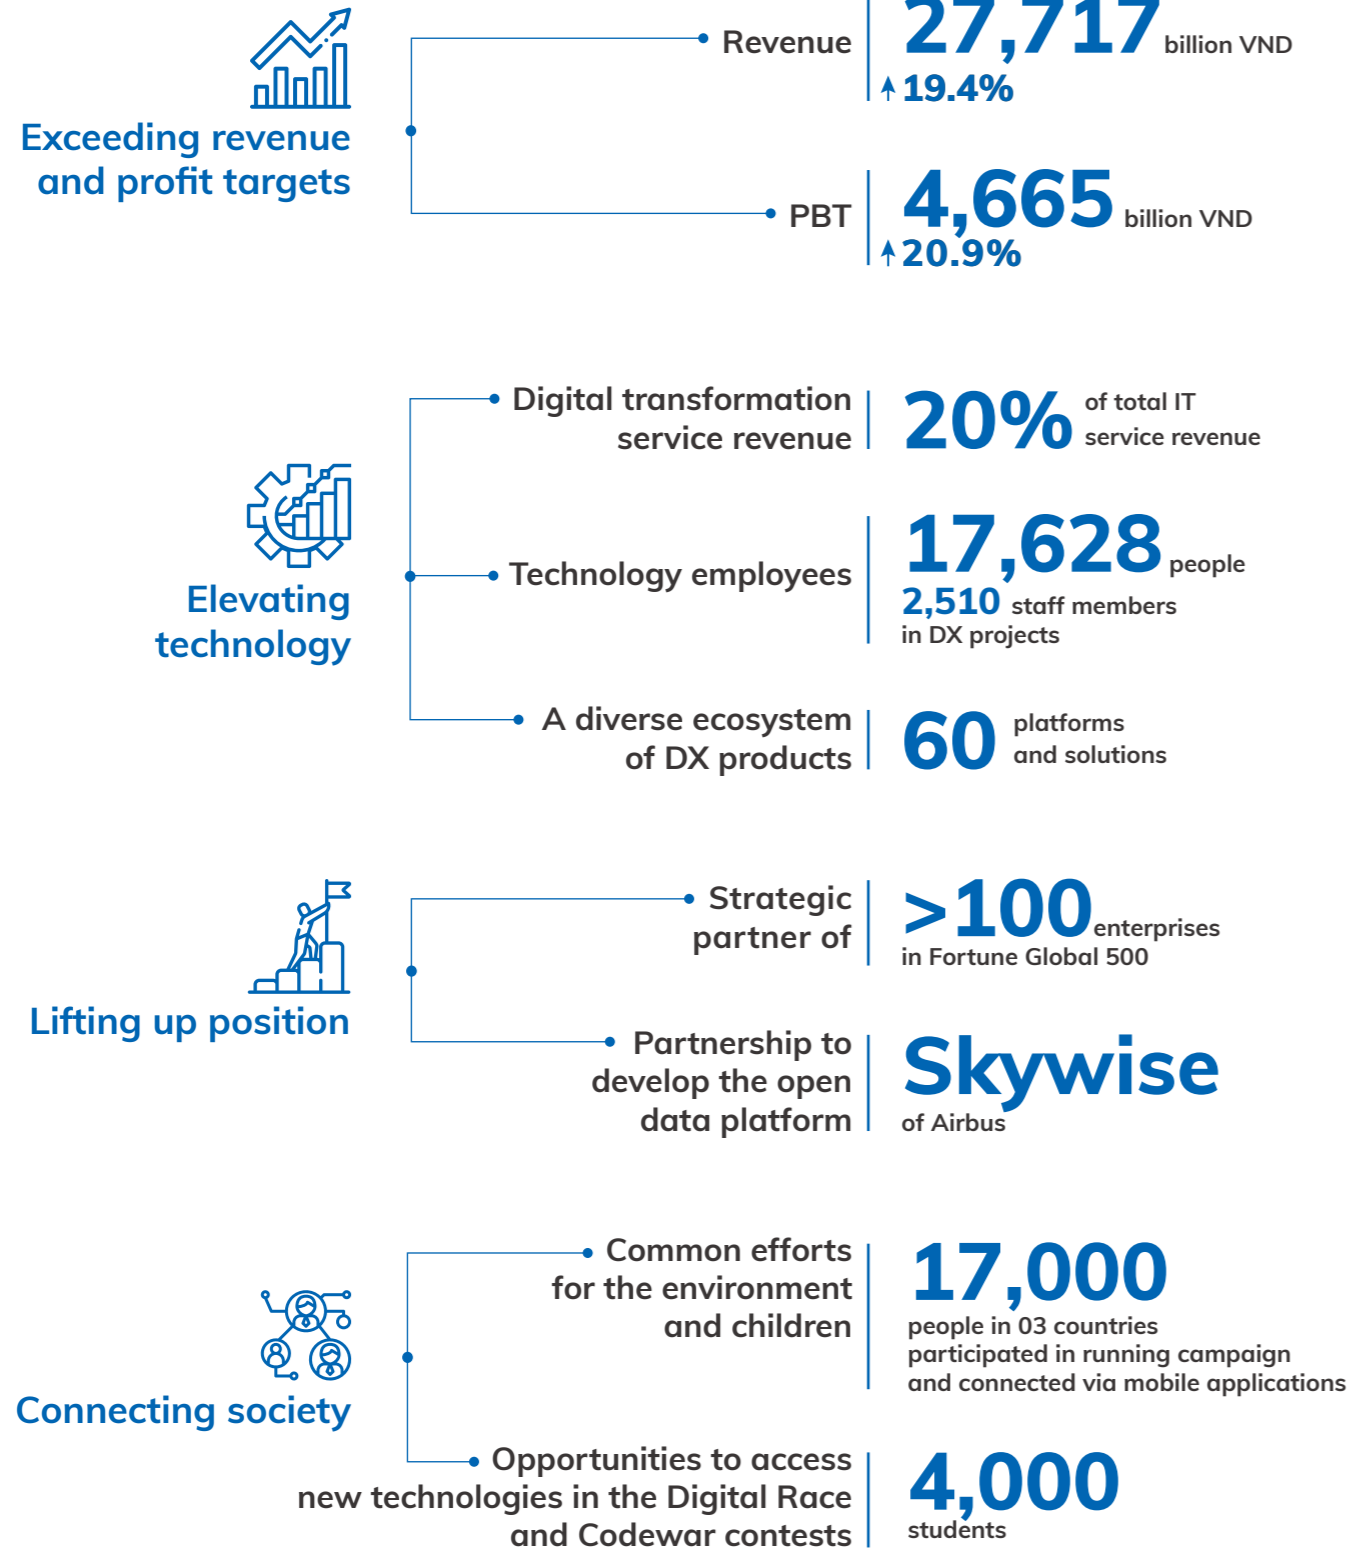 Exceeding revenue
and profit targets
Revenue
27,717 billion VND
19.4%
PBT
4,665 billion VND
20.9%
Elevating
technology
Digital transformation
service revenue
20% of total IT
service revenue
Technology employees
17,628 people
2,510 staff members
in DX projects
A diverse ecosystem
of DX products
60 platforms
and solutions
Lifting up position
Strategic
partner of
>100 enterprises
in Fortune Global 500
Partnership to
develop the open
data platform
Skywise
of Airbus
Connecting society
Common efforts
for the environment
and children
17,000
people in 03 countries
participated in running campaign
and connected via mobile applications
Opportunities to access
new technologies in the Digital Race
and Codewar contests
4,000
students